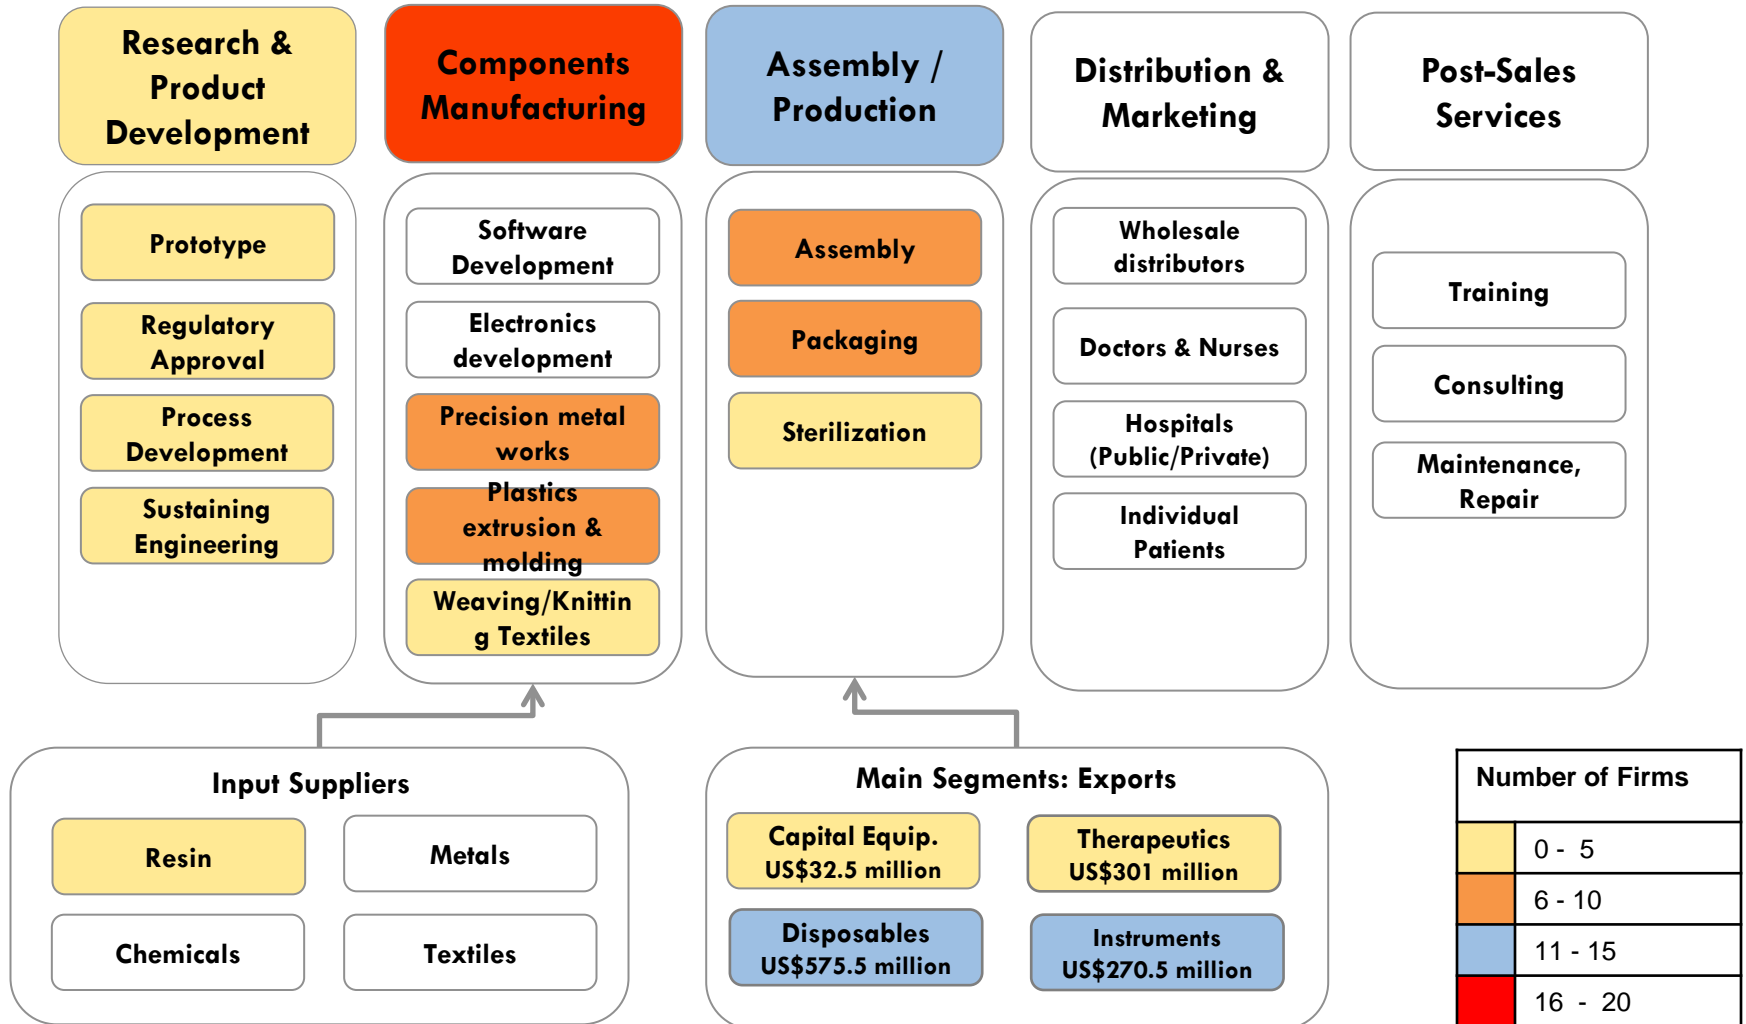 Research &
Product
Development
Components
Manufacturing
Assembly /
Production
Distribution &
Marketing
Post-Sales
Services
Prototype
Regulatory
Approval
Process
Development
Sustaining
Engineering
Software
Development
Electronics
development
Precision metal
works
Plastics
extrusion &
molding
Weaving/Knittin
g Textiles
Assembly
Packaging
Sterilization
Wholesale
distributors
Doctors & Nurses
Hospitals
(Public/Private)
Individual
Patients
Training
Consulting
Maintenance,
Repair
Input Suppliers
Resin
Metals
Chemicals
Textiles
Main Segments: Exports
Capital Equip.
US$32.5 million
Therapeutics
US$301 million
Disposables
US$575.5 million
Instruments
US$270.5 million
Number of Firms
0 - 5
6 - 10
11 - 15
16 - 20